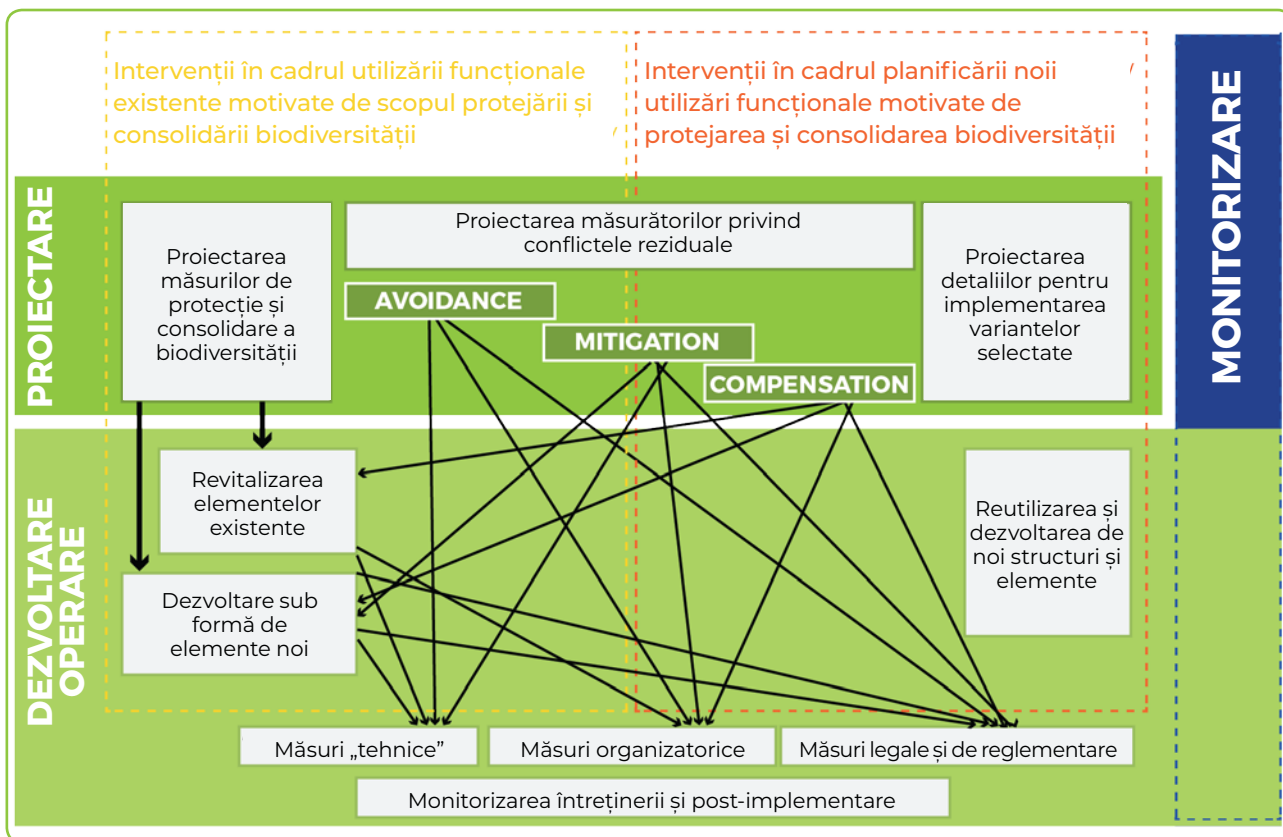 Intervenții în cadrul utilizării funcționale
existente motivate de scopul protejării și
consolidării biodiversității
Intervenții în cadrul planificării noii
utilizări funcționale motivate de
protejarea și consolidarea biodiversității
MONITORIZARE
PROIECTARE
Proiectarea
măsurilor de
protecție și
consolidare a
biodiversității
Proiectarea măsurătorilor privind
conflictele reziduale
AVOIDANCE
MITIGATION
COMPENSATION
Proiectarea
detaliilor pentru
implementarea
variantelor
selectate
DEZVOLTARE
OPERARE
Revitalizarea
elementelor
existente
Dezvoltare sub
formă de
elemente noi
Reutilizarea și
dezvoltarea de
noi structuri și
elemente
Măsuri „tehnice”
Măsuri organizatorice
Măsuri legale și de reglementare
Monitorizarea întreținerii și post-implementare